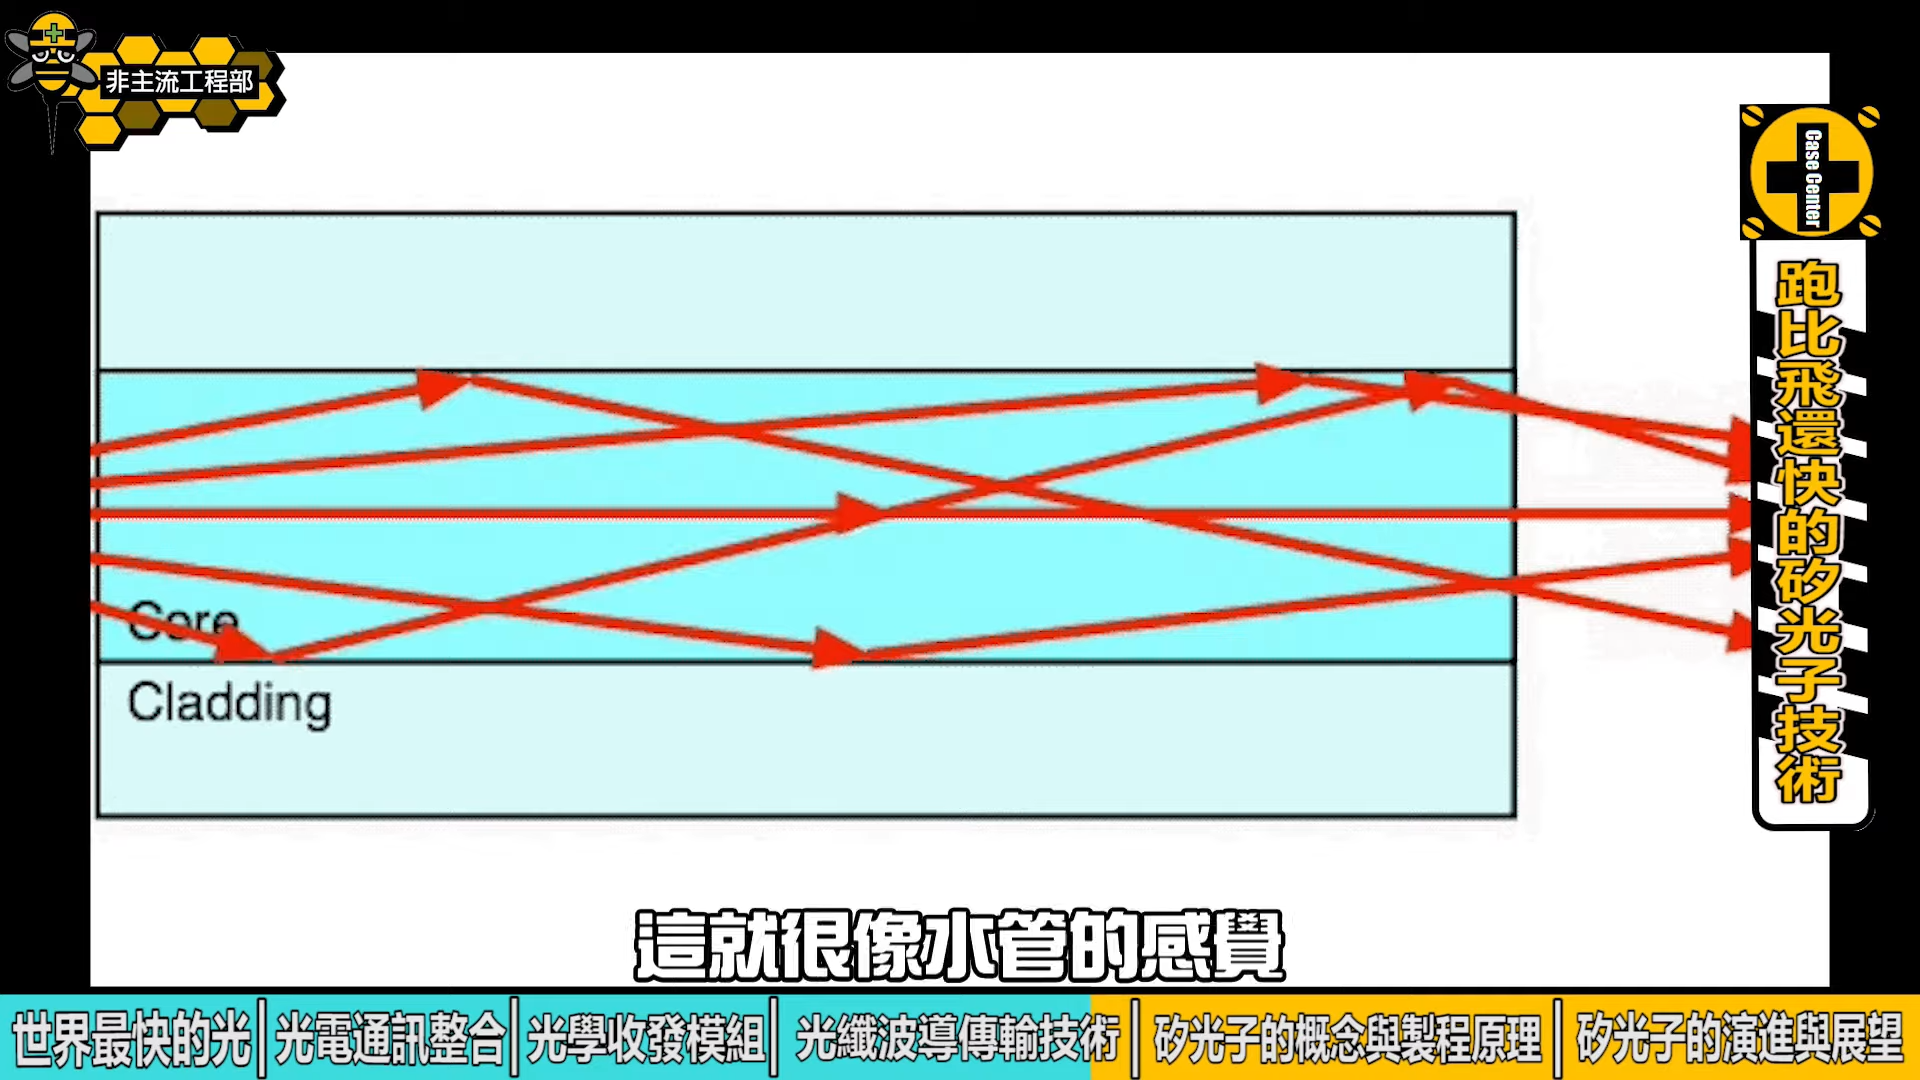 非主流工程部
Case Center
跑比飛還快的矽光子技術
Core
Cladding
這就很像水管的感覺
世界最快的光
光電通訊整合
光學收發模組
光纖波導傳輸技術
矽光子的概念與製程原理
矽光子的演進與展望